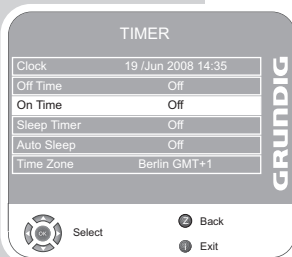 TIMER
Clock 19 /Jun 2008 14:35
Off Time Off
On Time Off
Sleep Timer Off
Auto Sleep Off
Time Zone Berlin GMT+1
GRUNDIG
OK
Select
Z Back
i Exit